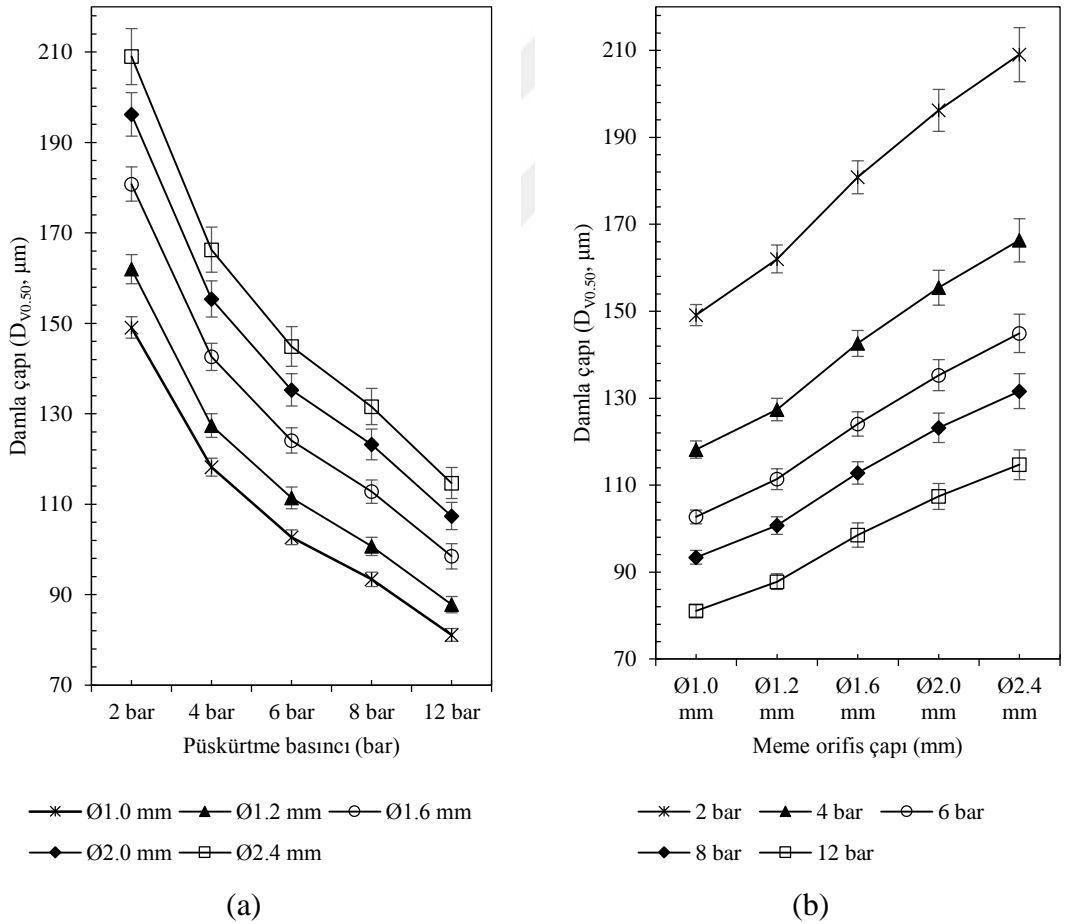 210
190
170
150
130
110
90
70
Damla çapı (DV0.50, µm)
2 bar 4 bar 6 bar 8 bar 12 bar
Püskürtme basıncı (bar)
Ø1.0 mm Ø1.2 mm Ø1.6 mm
Ø2.0 mm Ø2.4 mm
(a)
210
190
170
150
130
110
90
70
Damla çapı (DV0.50, µm)
Ø1.0 Ø1.2 Ø1.6 Ø2.0 Ø2.4
mm mm mm mm mm
Meme orifis çapı (mm)
2 bar 4 bar 6 bar
8 bar 12 bar
(b)